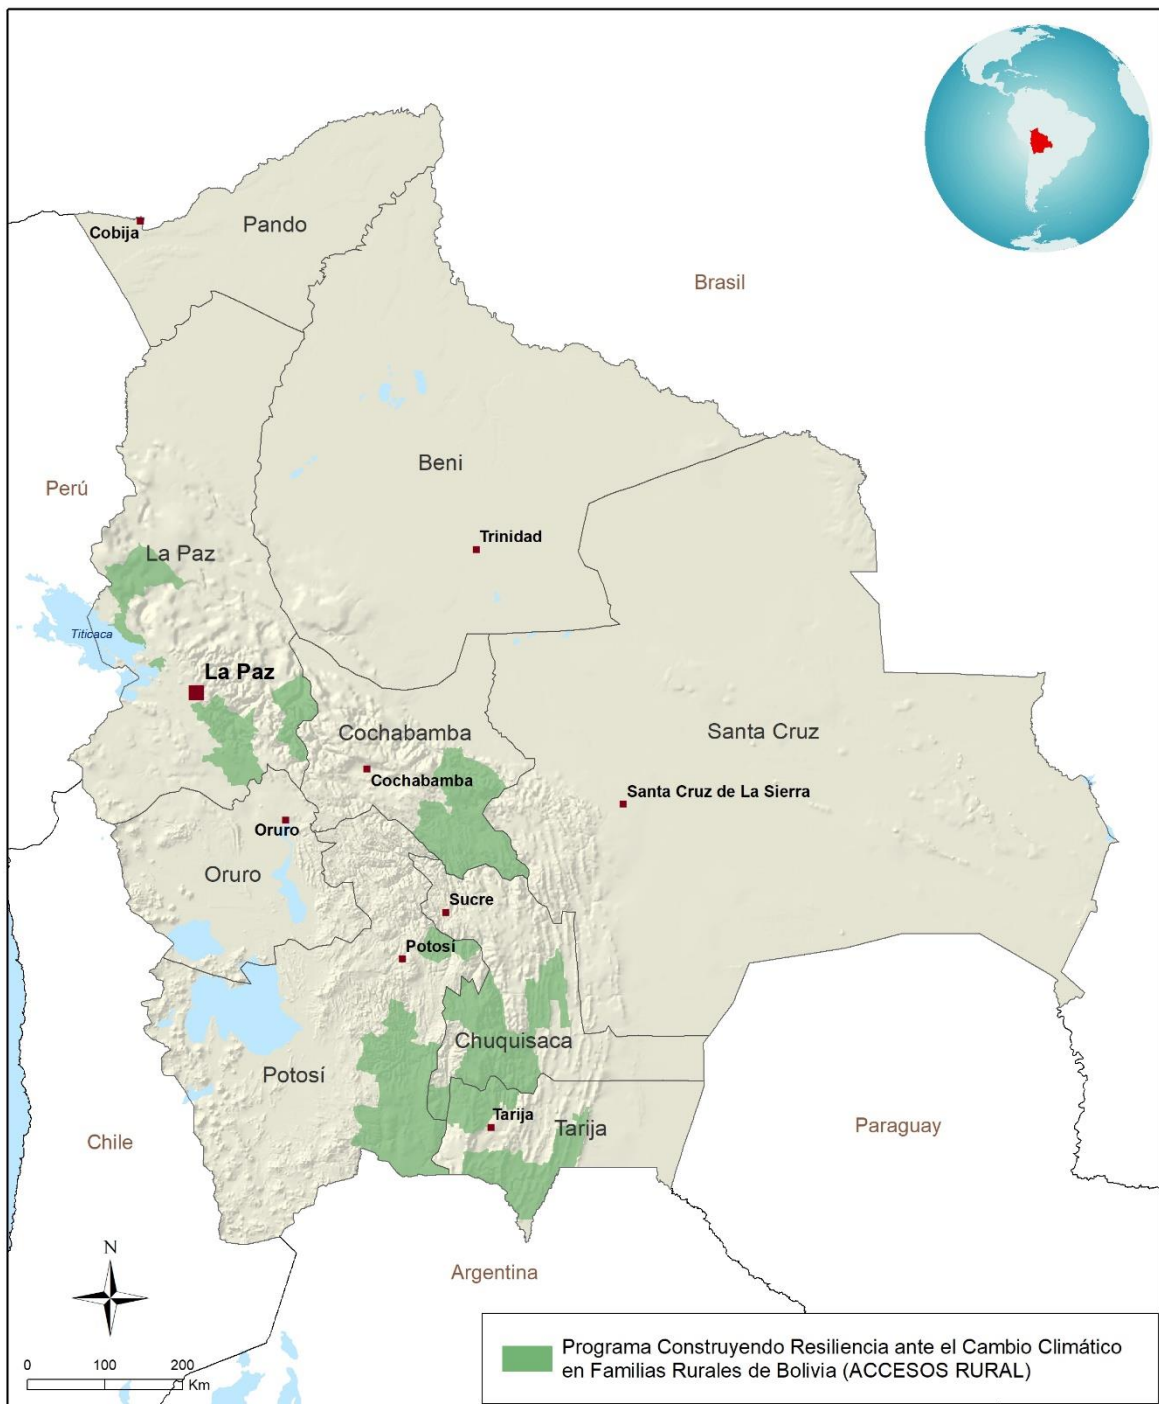 Pando
Cobija
Brasil
Beni
Perú
Trinidad
La Paz
Titicaca
La Paz
Santa Cruz
Cochabamba
Cochabamba
Santa Cruz de La Sierra
Oruro
Oruro
Sucre
Potosí
Chuquisaca
Potosí
Tarija
Tarija
Paraguay
Chile
N
Argentina
0 100 200
Km
Programa Construyendo Resiliencia ante el Cambio Climático
en Familias Rurales de Bolivia (ACCESOS RURAL)